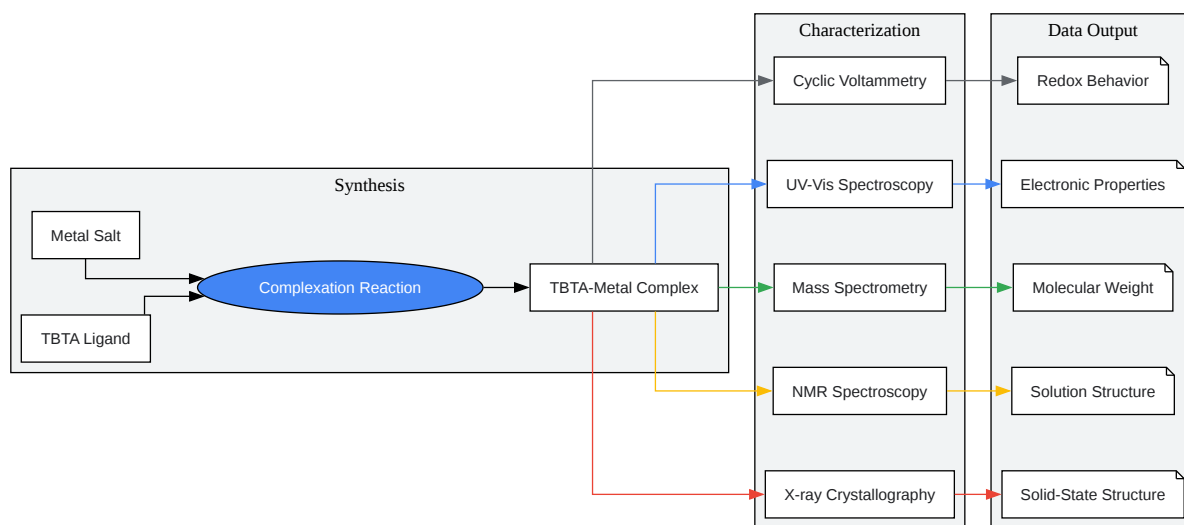 Synthesis
Metal Salt
TBTA Ligand
Complexation Reaction
TBTA-Metal Complex
Characterization
Cyclic Voltammetry
UV-Vis Spectroscopy
Mass Spectrometry
NMR Spectroscopy
X-ray Crystallography
Data Output
Redox Behavior
Electronic Properties
Molecular Weight
Solution Structure
Solid-State Structure